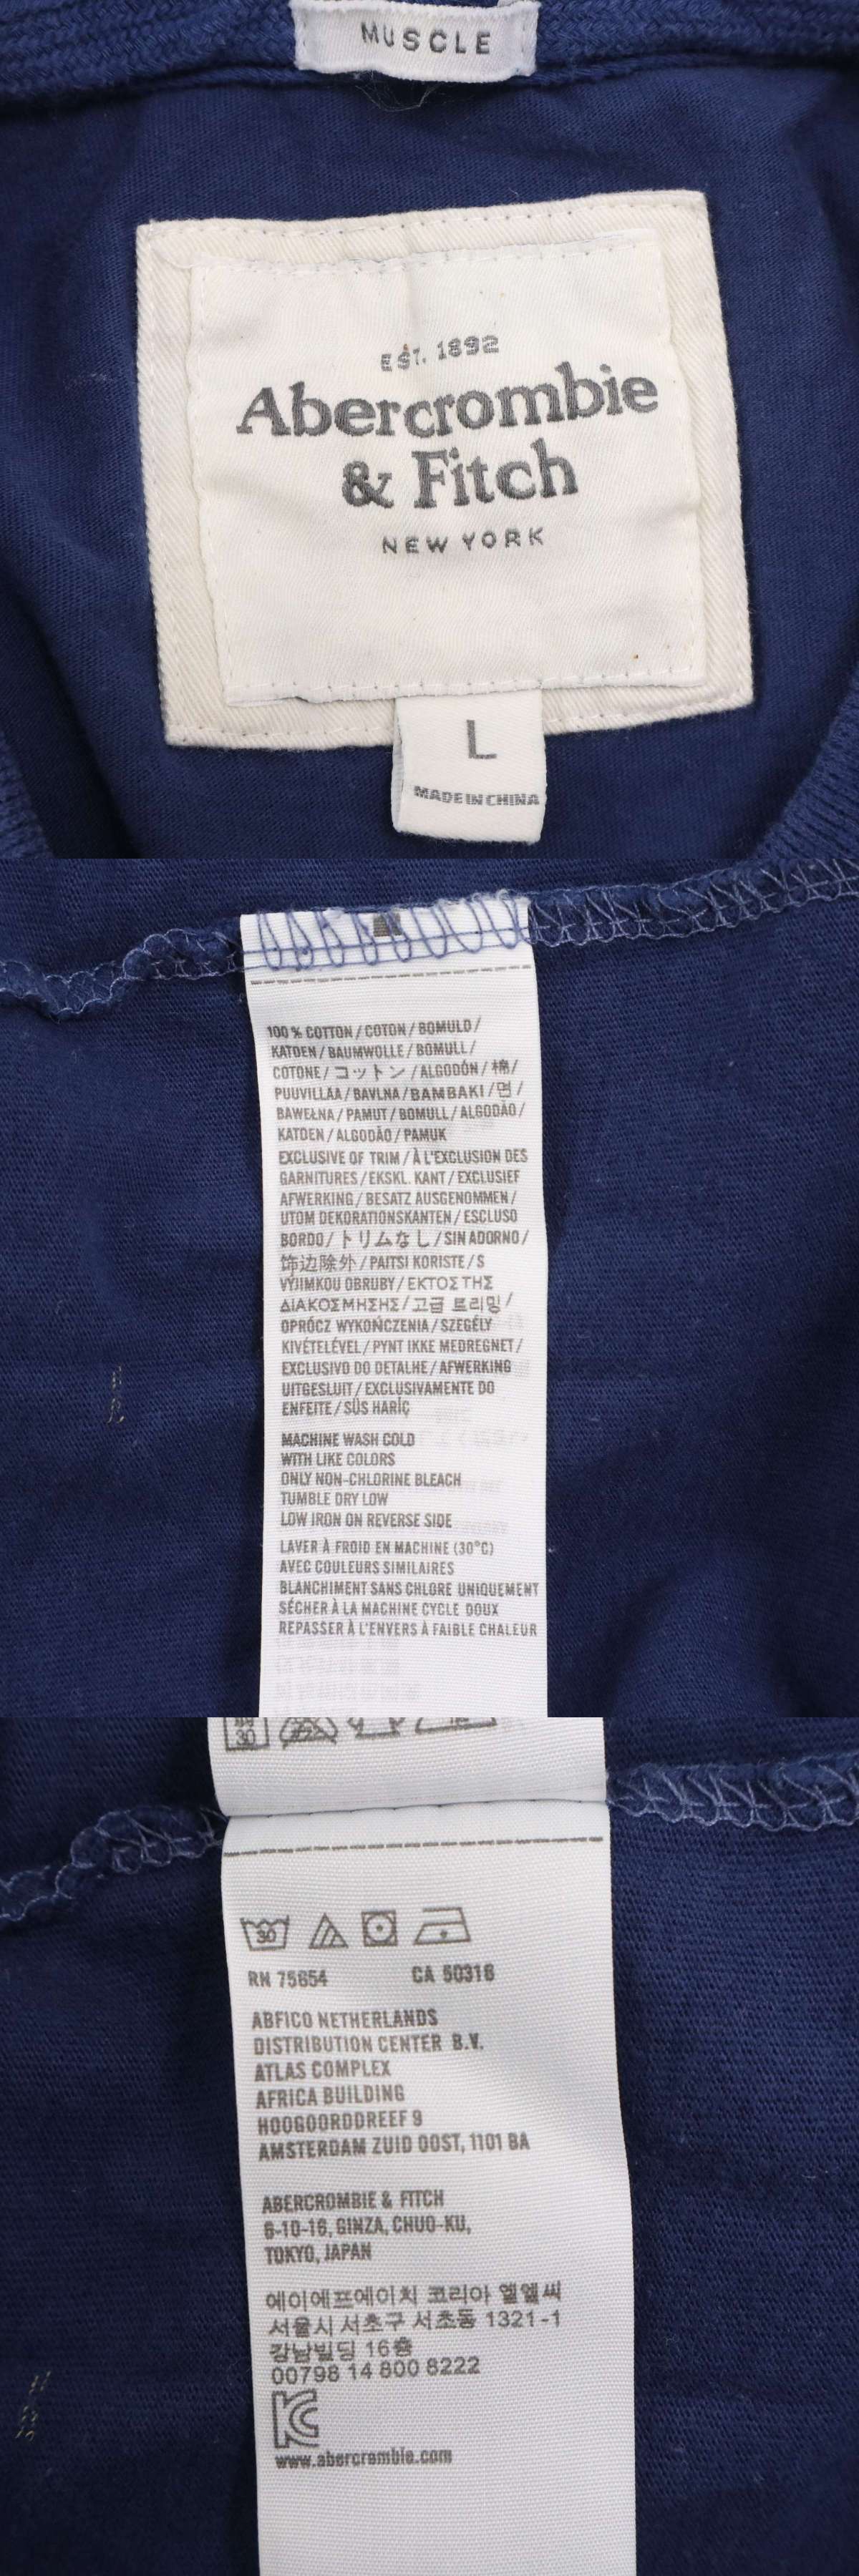 MUSCLE
EST. 1892
Abercrombie
& Fitch
NEW YORK
L
MADE IN CHINA
100 % COTTON / COTON / BOMULD /
KATOEN / BAUMWOLLE / BOMULL /
COTONE / コットン / ALGODÓN / 棉 /
PUUVILLAA / BAVLNA / BAMBAKI / 면 /
BAWEŁNA / PAMUT / BOMULL / ALGODÃO /
KATOEN / ALGODÃO / PAMUK
EXCLUSIVE OF TRIM / À L'EXCLUSION DES
GARNITURES / EKSKL. KANT / EXCLUSIEF
AFWERKING / BESATZ AUSGENOMMEN /
UTOM DEKORATIONSKANTEN / ESCLUSO
BORDO / トリムなし / SIN ADORNO /
饰边除外 / PAITSI KORISTE / S
VÝJIMKOU OBRUBY / ΕΚΤΟΣ ΤΗΣ
ΔΙΑΚΟΣΜΗΣΗΣ / 고급 트리밍 /
OPRÓCZ WYKOŃCZENIA / SZEGÉLY
KIVÉTELÉVEL / PYNT IKKE MEDREGNET /
EXCLUSIVO DO DETALHE / AFWERKING
UITGESLUIT / EXCLUSIVAMENTE DO
ENFEITE / SÜS HARİÇ
MACHINE WASH COLD
WITH LIKE COLORS
ONLY NON-CHLORINE BLEACH
TUMBLE DRY LOW
LOW IRON ON REVERSE SIDE
LAVER À FROID EN MACHINE (30°C)
AVEC COULEURS SIMILAIRES
BLANCHIMENT SANS CHLORE UNIQUEMENT
SÉCHER À LA MACHINE CYCLE DOUX
REPASSER À L'ENVERS À FAIBLE CHALEUR
30
30
RN 75654 CA 50316
ABFICO NETHERLANDS
DISTRIBUTION CENTER B.V.
ATLAS COMPLEX
AFRICA BUILDING
HOOGOORDDREEF 9
AMSTERDAM ZUID OOST, 1101 BA
ABERCROMBIE & FITCH
6-10-16, GINZA, CHUO-KU,
TOKYO, JAPAN
에이에프에이치 코리아 엘엘씨
서울시 서초구 서초동 1321-1
강남빌딩 16층
00798 14 800 8222
KC
www.abercrombie.com